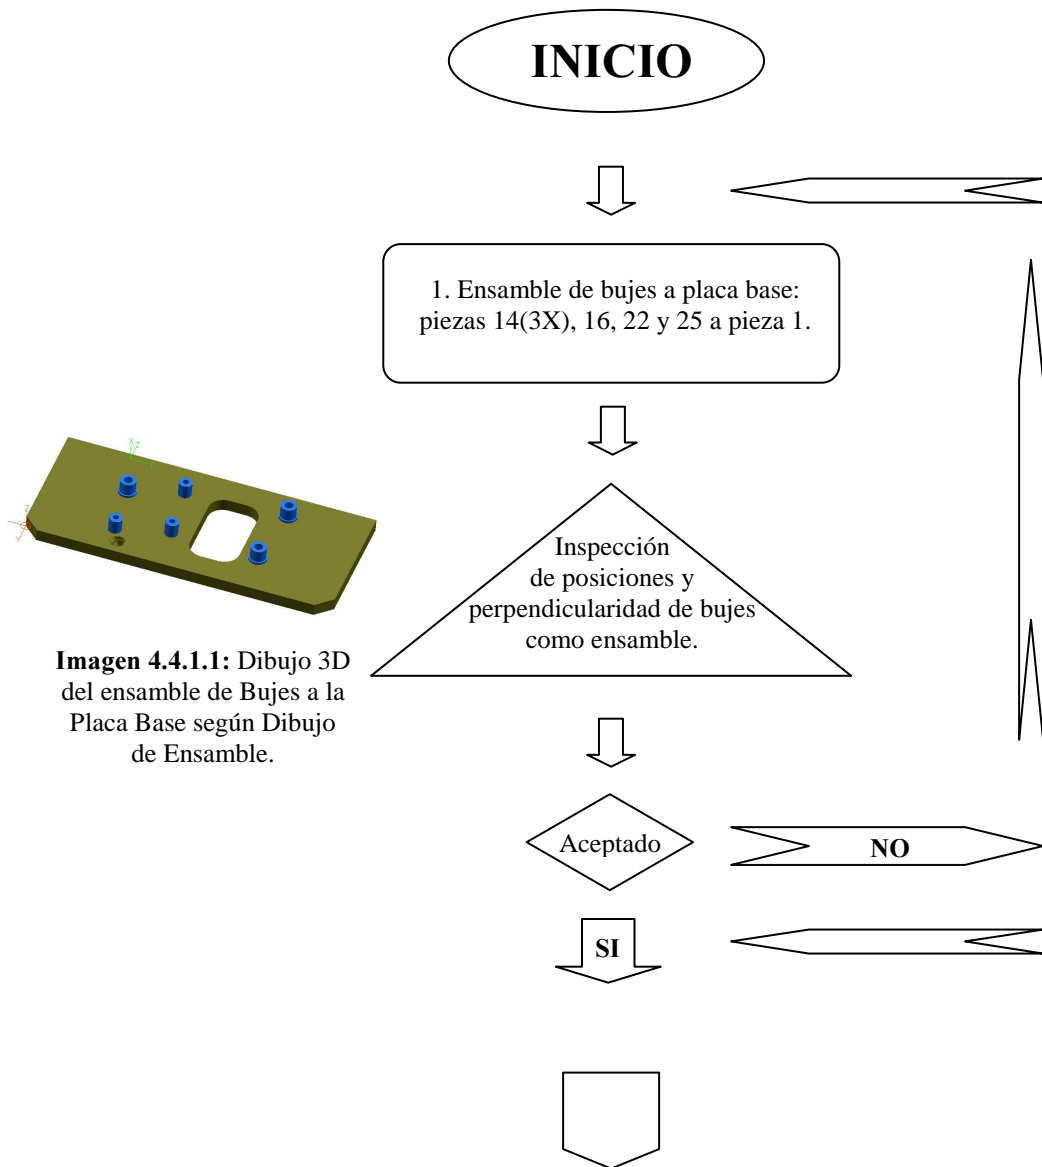 INICIO
1. Ensamble de bujes a placa base:
piezas 14(3X), 16, 22 y 25 a pieza 1.
Inspección
de posiciones y
perpendicularidad de bujes
como ensamble.
Imagen 4.4.1.1: Dibujo 3D
del ensamble de Bujes a la
Placa Base según Dibujo
de Ensamble.
Aceptado
NO
SI